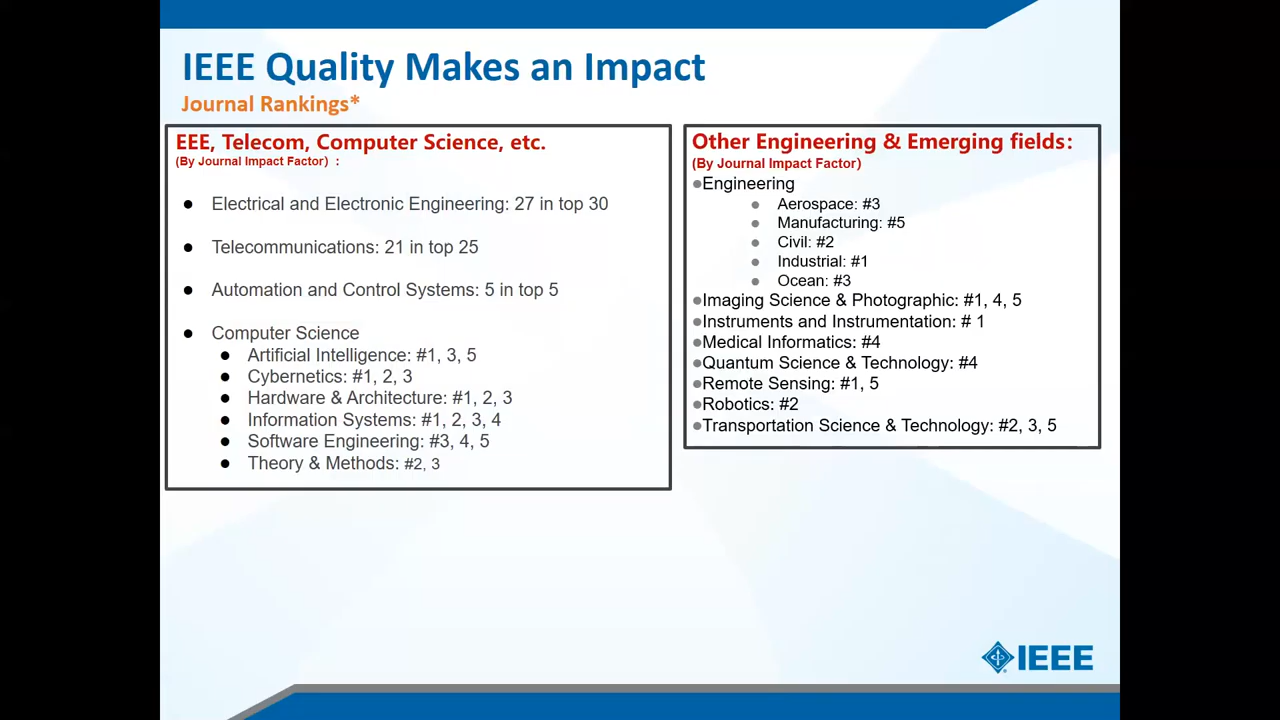 IEEE Quality Makes an Impact
Journal Rankings*
EEE, Telecom, Computer Science, etc.
(By Journal Impact Factor) :
● Electrical and Electronic Engineering: 27 in top 30
● Telecommunications: 21 in top 25
● Automation and Control Systems: 5 in top 5
● Computer Science
● Artificial Intelligence: #1, 3, 5
● Cybernetics: #1, 2, 3
● Hardware & Architecture: #1, 2, 3
● Information Systems: #1, 2, 3, 4
● Software Engineering: #3, 4, 5
● Theory & Methods: #2, 3
Other Engineering & Emerging fields:
(By Journal Impact Factor)
●Engineering
● Aerospace: #3
● Manufacturing: #5
● Civil: #2
● Industrial: #1
● Ocean: #3
●Imaging Science & Photographic: #1, 4, 5
●Instruments and Instrumentation: # 1
●Medical Informatics: #4
●Quantum Science & Technology: #4
●Remote Sensing: #1, 5
●Robotics: #2
●Transportation Science & Technology: #2, 3, 5
IEEE